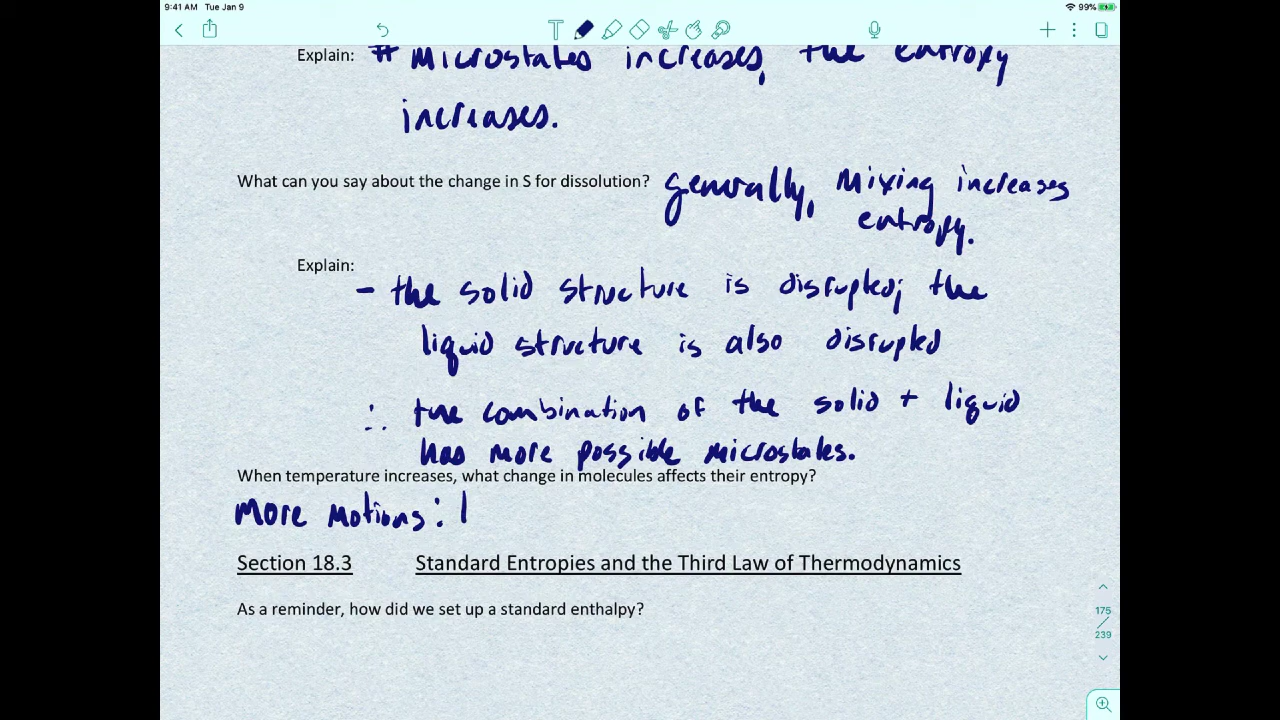 9:41 AM Tue Jan 9
99%
T
Explain: # Microstates increases, the entropy
increases.
What can you say about the change in S for dissolution? generally, Mixing increases
entropy.
Explain:
- the solid structure is disrupted; the
liquid structure is also disrupted
∴ the combination of the solid + liquid
has more possible microstates.
When temperature increases, what change in molecules affects their entropy?
More Motions: l
Section 18.3 Standard Entropies and the Third Law of Thermodynamics
As a reminder, how did we set up a standard enthalpy?
175
/
239